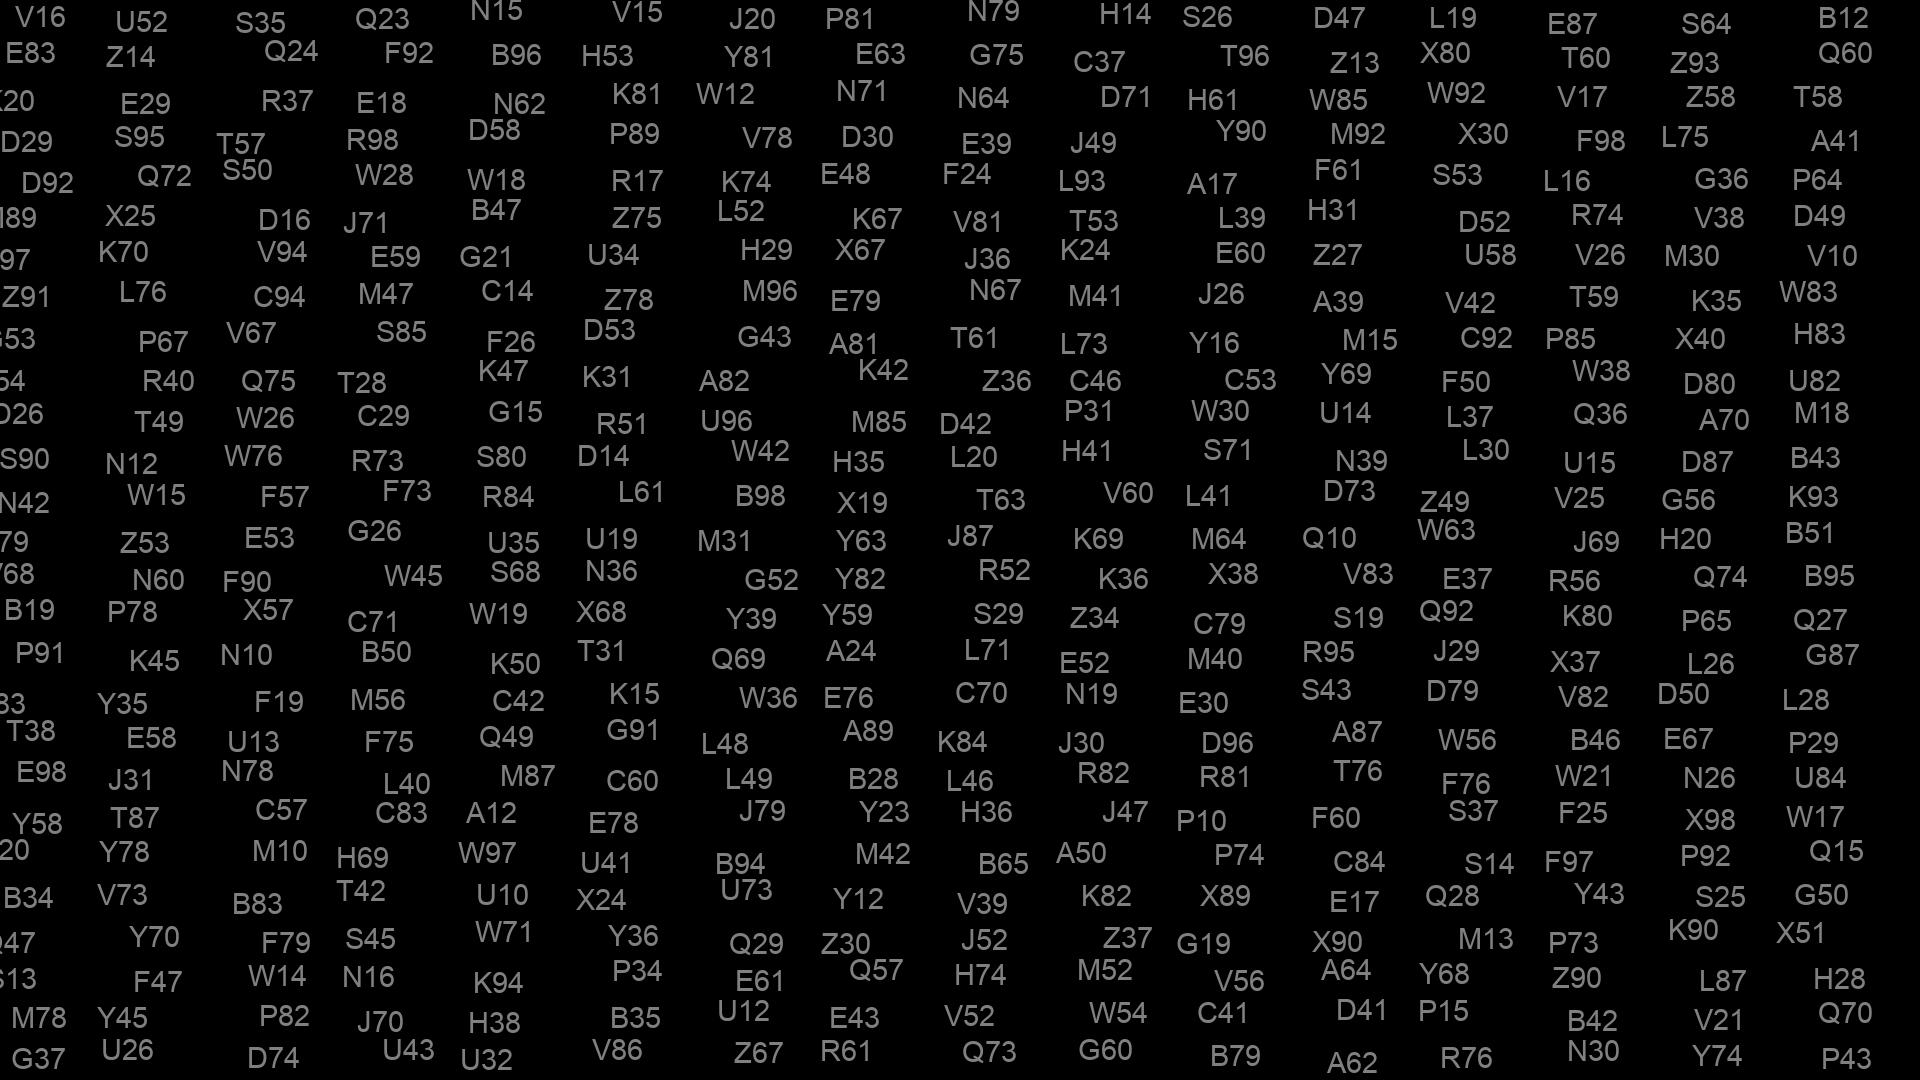 V16 U52 S35 Q23 N15 V15 J20 P81 N79 H14 S26 D47 L19 E87 S64 B12
E83 Z14 Q24 F92 B96 H53 Y81 E63 G75 C37 T96 Z13 X80 T60 Z93 Q60
E29 R37 E18 N62 K81 W12 N71 N64 D71 H61 W85 W92 V17 Z58 T58
D29 S95 T57 R98 D58 P89 V78 D30 E39 J49 Y90 M92 X30 F98 L75 A41
D92 Q72 S50 W28 W18 R17 K74 E48 F24 L93 A17 F61 S53 L16 G36 P64
X25 D16 J71 B47 Z75 L52 K67 V81 T53 L39 H31 D52 R74 V38 D49
K70 V94 E59 G21 U34 H29 X67 J36 K24 E60 Z27 U58 V26 M30 V10
Z91 L76 C94 M47 C14 Z78 M96 E79 N67 M41 J26 A39 V42 T59 K35 W83
P67 V67 S85 F26 D53 G43 A81 T61 L73 Y16 M15 C92 P85 X40 H83
R40 Q75 T28 K47 K31 A82 K42 Z36 C46 C53 Y69 F50 W38 D80 U82
T49 W26 C29 G15 R51 U96 M85 D42 P31 W30 U14 L37 Q36 A70 M18
S90 N12 W76 R73 S80 D14 W42 H35 L20 H41 S71 N39 L30 U15 D87 B43
N42 W15 F57 F73 R84 L61 B98 X19 T63 V60 L41 D73 Z49 V25 G56 K93
Z53 E53 G26 U35 U19 M31 Y63 J87 K69 M64 Q10 W63 J69 H20 B51
N60 F90 W45 S68 N36 G52 Y82 R52 K36 X38 V83 E37 R56 Q74 B95
B19 P78 X57 C71 W19 X68 Y39 Y59 S29 Z34 C79 S19 Q92 K80 P65 Q27
P91 K45 N10 B50 K50 T31 Q69 A24 L71 E52 M40 R95 J29 X37 L26 G87
Y35 F19 M56 C42 K15 W36 E76 C70 N19 E30 S43 D79 V82 D50 L28
T38 E58 U13 F75 Q49 G91 L48 A89 K84 J30 D96 A87 W56 B46 E67 P29
E98 J31 N78 L40 M87 C60 L49 B28 L46 R82 R81 T76 F76 W21 N26 U84
Y58 T87 C57 C83 A12 E78 J79 Y23 H36 J47 P10 F60 S37 F25 X98 W17
Y78 M10 H69 W97 U41 B94 M42 B65 A50 P74 C84 S14 F97 P92 Q15
B34 V73 B83 T42 U10 X24 U73 Y12 V39 K82 X89 E17 Q28 Y43 S25 G50
Y70 F79 S45 W71 Y36 Q29 Z30 J52 Z37 G19 X90 M13 P73 K90 X51
F47 W14 N16 K94 P34 E61 Q57 H74 M52 V56 A64 Y68 Z90 L87 H28
M78 Y45 P82 J70 H38 B35 U12 E43 V52 W54 C41 D41 P15 B42 V21 Q70
G37 U26 D74 U43 U32 V86 Z67 R61 Q73 G60 B79 A62 R76 N30 Y74 P43